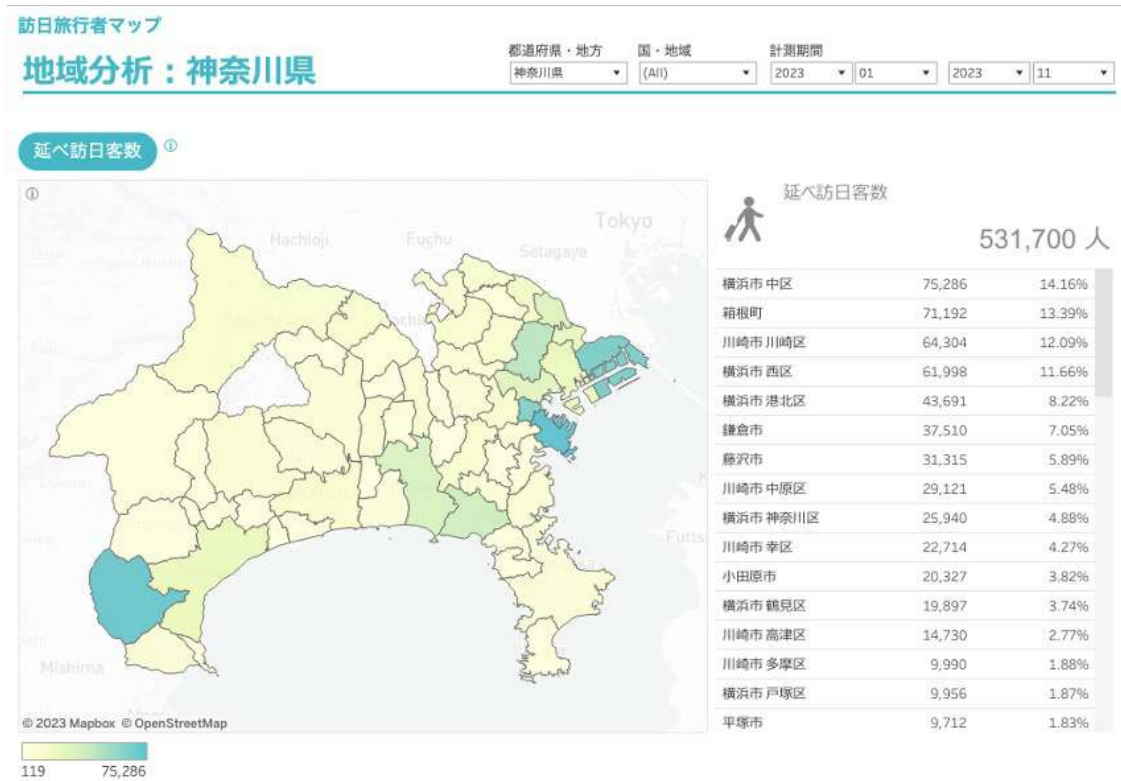 訪日旅行者マップ
地域分析：神奈川県
都道府県・地方 国・地域 計測期間
神奈川県 (All) 2023 01 2023 11
延べ訪日客数
Tokyo
Hachioji Fuchu
Setagaya
Mishima
© 2023 Mapbox © OpenStreetMap
119 75,286
延べ訪日客数
531,700 人
横浜市 中区 75,286 14.16%
箱根町 71,192 13.39%
川崎市 川崎区 64,304 12.09%
横浜市 西区 61,998 11.66%
横浜市 港北区 43,691 8.22%
鎌倉市 37,510 7.05%
藤沢市 31,315 5.89%
川崎市 中原区 29,121 5.48%
横浜市 神奈川区 25,940 4.88%
川崎市 幸区 22,714 4.27%
小田原市 20,327 3.82%
横浜市 鶴見区 19,897 3.74%
川崎市 高津区 14,730 2.77%
川崎市 多摩区 9,990 1.88%
横浜市 戸塚区 9,956 1.87%
平塚市 9,712 1.83%